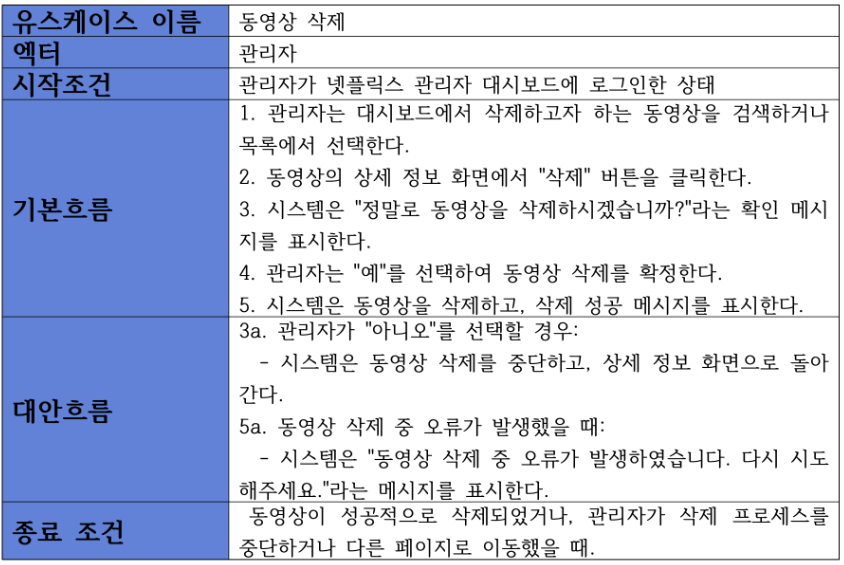 유스케이스 이름
동영상 삭제
엑터
관리자
시작조건
관리자가 넷플릭스 관리자 대시보드에 로그인한 상태
기본흐름
1. 관리자는 대시보드에서 삭제하고자 하는 동영상을 검색하거나
목록에서 선택한다.
2. 동영상의 상세 정보 화면에서 "삭제" 버튼을 클릭한다.
3. 시스템은 "정말로 동영상을 삭제하시겠습니까?"라는 확인 메시
지를 표시한다.
4. 관리자는 "예"를 선택하여 동영상 삭제를 확정한다.
5. 시스템은 동영상을 삭제하고, 삭제 성공 메시지를 표시한다.
대안흐름
3a. 관리자가 "아니오"를 선택할 경우:
- 시스템은 동영상 삭제를 중단하고, 상세 정보 화면으로 돌아
간다.
5a. 동영상 삭제 중 오류가 발생했을 때:
- 시스템은 "동영상 삭제 중 오류가 발생하였습니다. 다시 시도
해주세요."라는 메시지를 표시한다.
종료 조건
동영상이 성공적으로 삭제되었거나, 관리자가 삭제 프로세스를
중단하거나 다른 페이지로 이동했을 때.